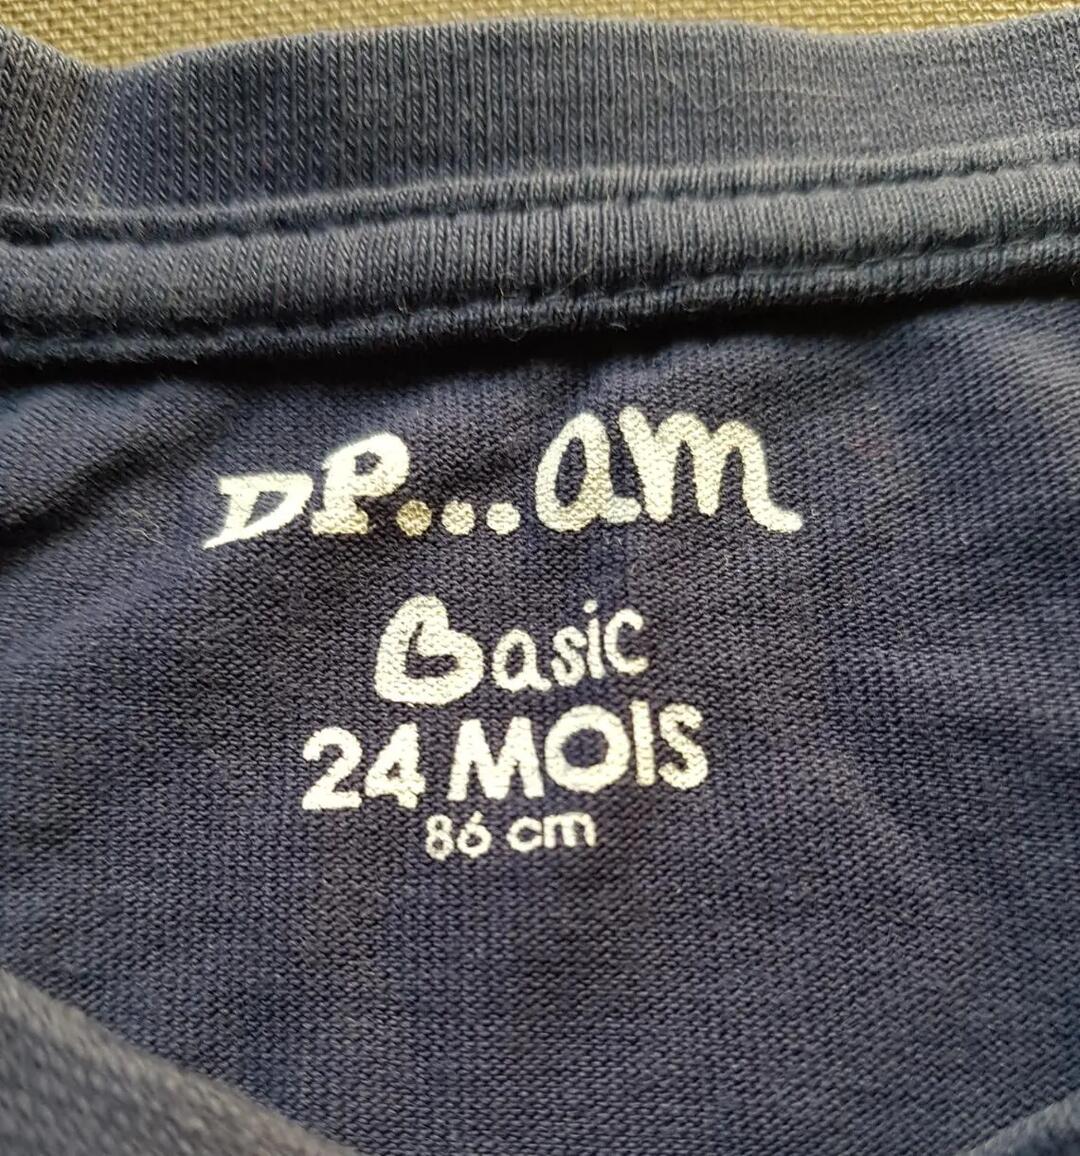 DP...am
Basic
24 MOIS
86 cm